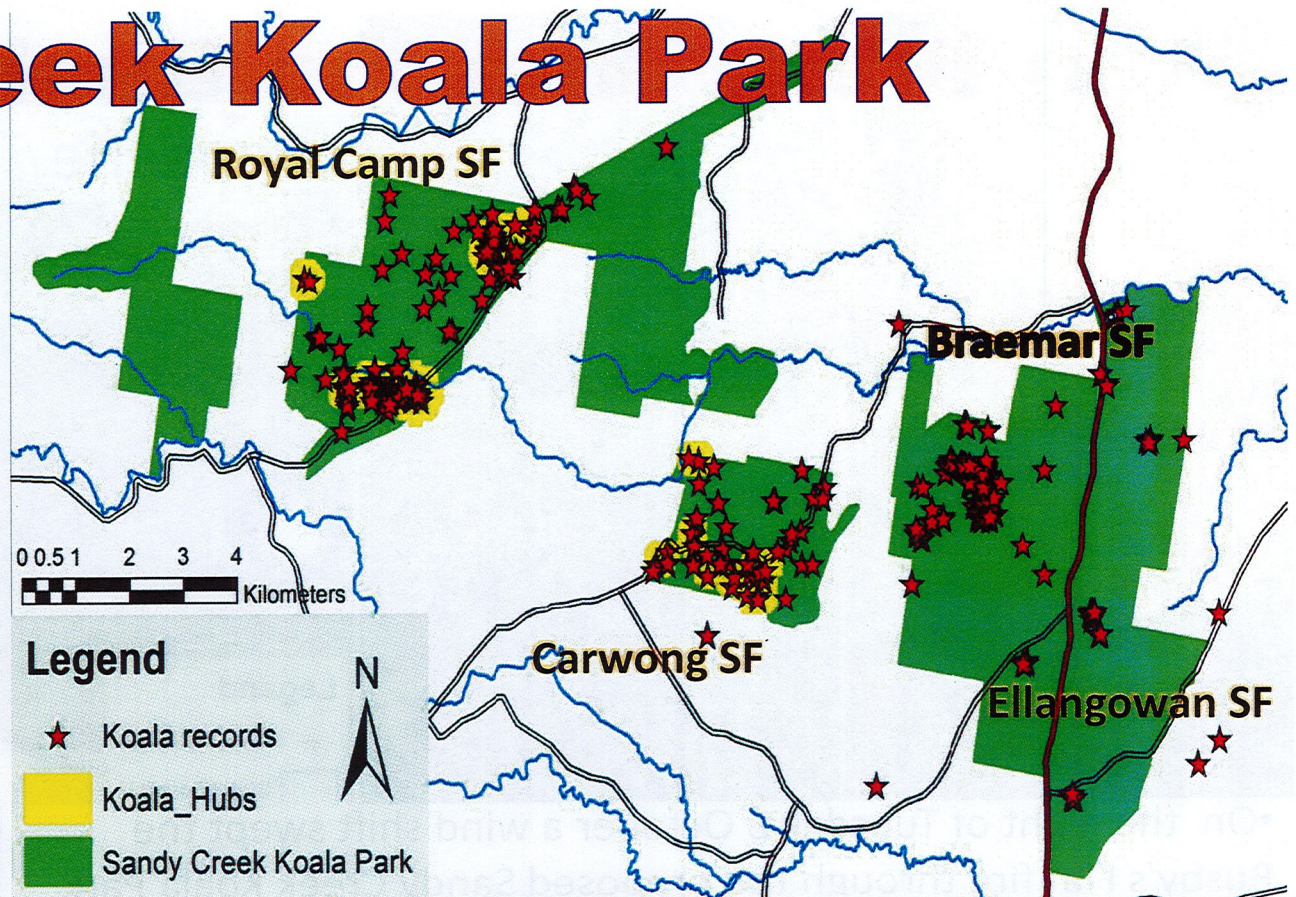 eek Koala Park
Royal Camp SF
Braemar SF
0 0.5 1 2 3 4
Kilometers
Carwong SF
Ellangowan SF
Legend
N
Koala records
Koala_Hubs
Sandy Creek Koala Park